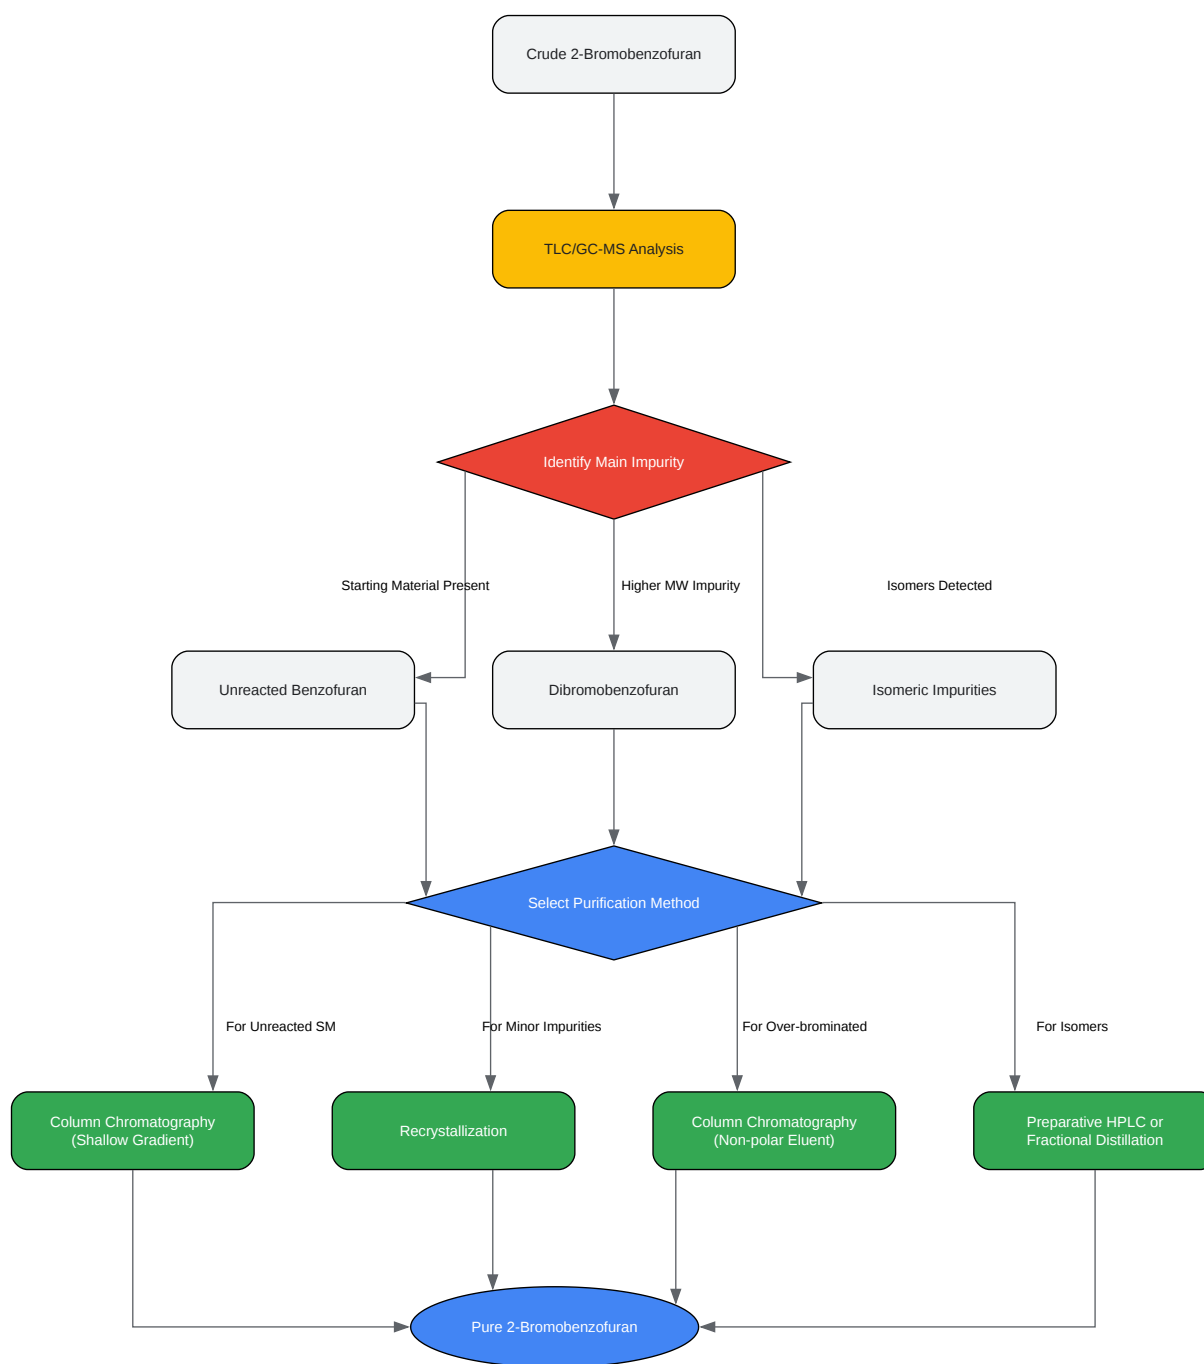 Crude 2-Bromobenzofuran
TLC/GC-MS Analysis
Identify Main Impurity
Starting Material Present
Higher MW Impurity
Isomers Detected
Unreacted Benzofuran
Dibromobenzofuran
Isomeric Impurities
Select Purification Method
For Unreacted SM
For Minor Impurities
For Over-brominated
For Isomers
Column Chromatography
(Shallow Gradient)
Recrystallization
Column Chromatography
(Non-polar Eluent)
Preparative HPLC or
Fractional Distillation
Pure 2-Bromobenzofuran